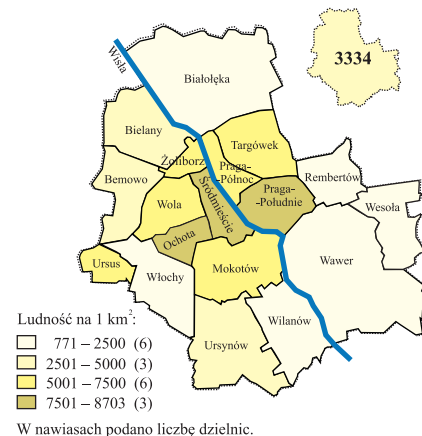 Wisła
Białołęka
3334
Bielany
Żoliborz
Targówek
Praga-
-Północ
Bemowo
Rembertów
Praga-
-Południe
Wesoła
Wola
Śródmieście
Ochota
Ursus
Włochy
Mokotów
Wawer
Wilanów
Ursynów
Ludność na 1 km²:
771 – 2500 (6)
2501 – 5000 (3)
5001 – 7500 (6)
7501 – 8703 (3)
W nawiasach podano liczbę dzielnic.